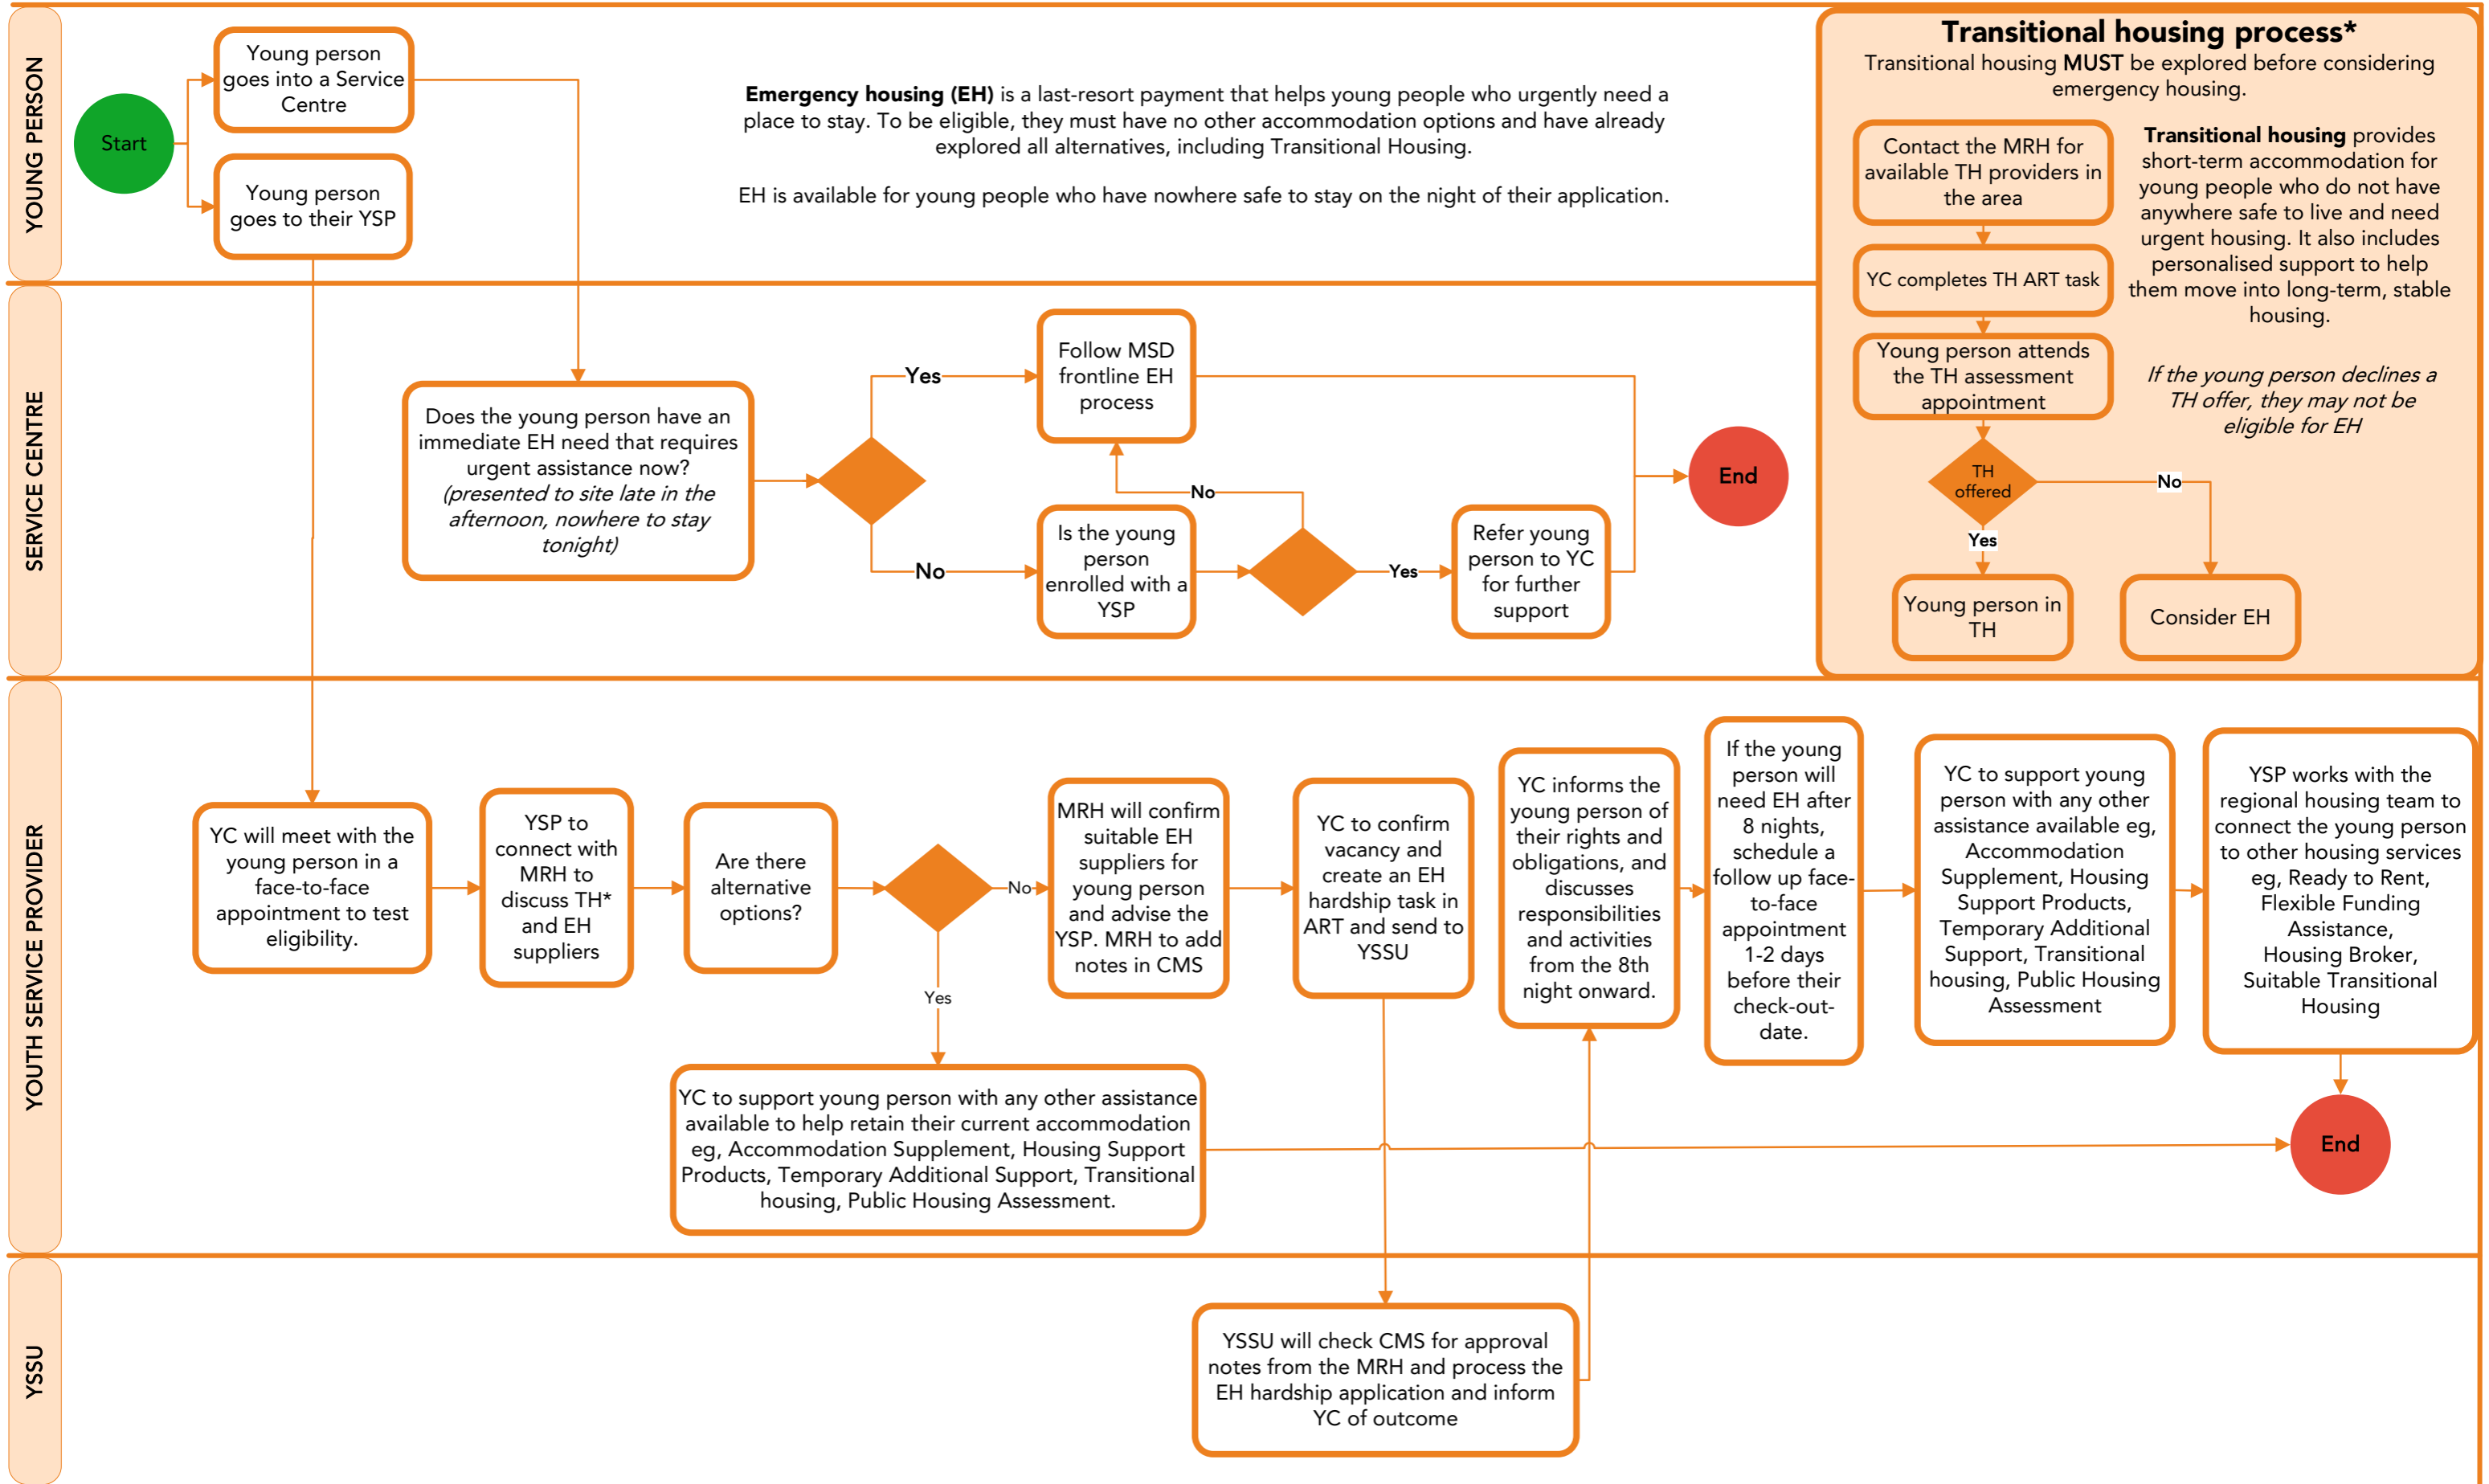 YOUNG PERSON
Start
Young person
goes into a Service
Centre
Young person
goes to their YSP
Emergency housing (EH) is a last-resort payment that helps young people who urgently need a
place to stay. To be eligible, they must have no other accommodation options and have already
explored all alternatives, including Transitional Housing.
EH is available for young people who have nowhere safe to stay on the night of their application.
Transitional housing process*
Transitional housing MUST be explored before considering
emergency housing.
Contact the MRH for
available TH providers in
the area
YC completes TH ART task
Young person attends
the TH assessment
appointment
TH
offered
No
Yes
Young person in
TH
Consider EH
Transitional housing provides
short-term accommodation for
young people who do not have
anywhere safe to live and need
urgent housing. It also includes
personalised support to help
them move into long-term, stable
housing.
If the young person declines a
TH offer, they may not be
eligible for EH
SERVICE CENTRE
Does the young person have an
immediate EH need that requires
urgent assistance now?
(presented to site late in the
afternoon, nowhere to stay
tonight)
Yes
No
Follow MSD
frontline EH
process
Is the young
person
enrolled with a
YSP
No
Yes
Refer young
person to YC
for further
support
End
YOUTH SERVICE PROVIDER
YC will meet with the
young person in a
face-to-face
appointment to test
eligibility.
YSP to
connect with
MRH to
discuss TH*
and EH
suppliers
Are there
alternative
options?
No
Yes
MRH will confirm
suitable EH
suppliers for
young person
and advise the
YSP. MRH to add
notes in CMS
YC to confirm
vacancy and
create an EH
hardship task in
ART and send to
YSSU
YC informs the
young person of
their rights and
obligations, and
discusses
responsibilities
and activities
from the 8th
night onward.
If the young
person will
need EH after
8 nights,
schedule a
follow up face-
to-face
appointment
1-2 days
before their
check-out-
date.
YC to support young
person with any other
assistance available eg,
Accommodation
Supplement, Housing
Support Products,
Temporary Additional
Support, Transitional
housing, Public Housing
Assessment
YSP works with the
regional housing team to
connect the young person
to other housing services
eg, Ready to Rent,
Flexible Funding
Assistance,
Housing Broker,
Suitable Transitional
Housing
YC to support young person with any other assistance
available to help retain their current accommodation
eg, Accommodation Supplement, Housing Support
Products, Temporary Additional Support, Transitional
housing, Public Housing Assessment.
End
YSSU
YSSU will check CMS for approval
notes from the MRH and process the
EH hardship application and inform
YC of outcome